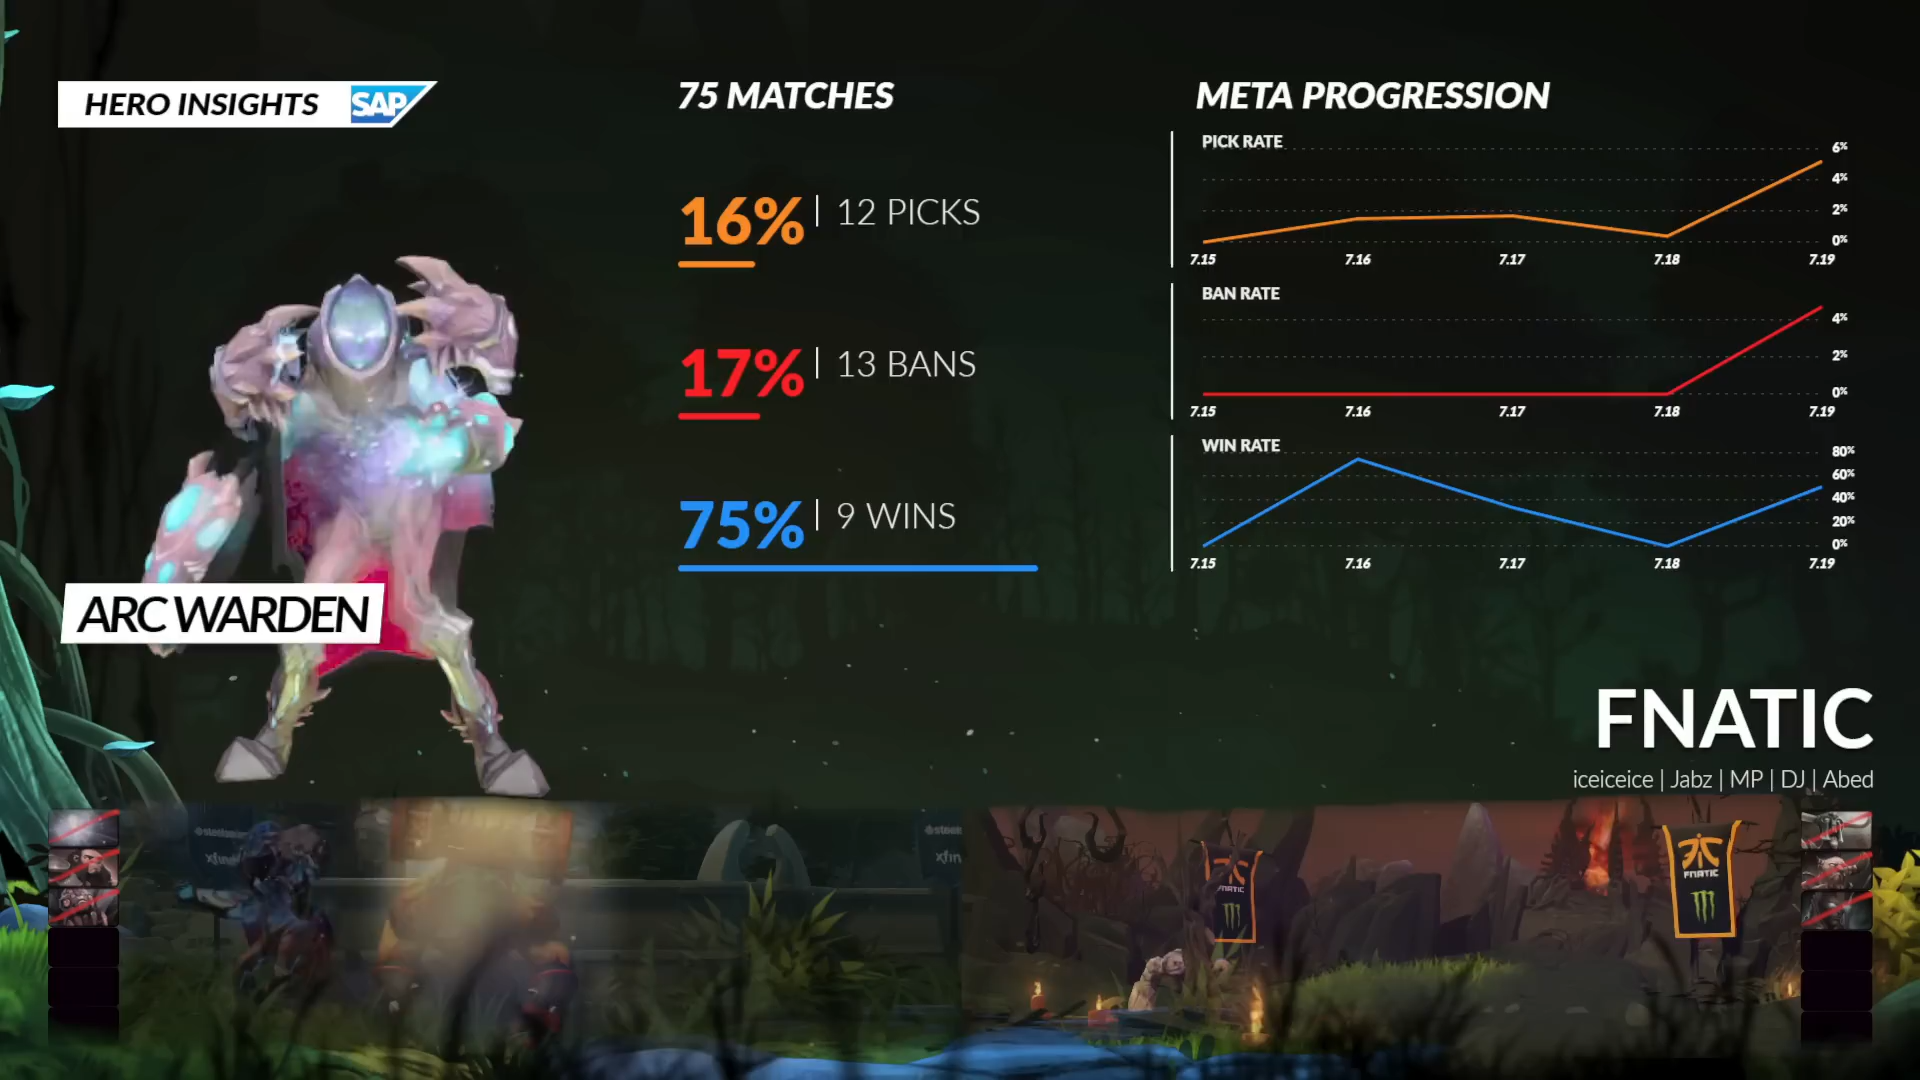 HERO INSIGHTS SAP
75 MATCHES
16% | 12 PICKS
17% | 13 BANS
75% | 9 WINS
META PROGRESSION
PICK RATE
6%
4%
2%
0%
7.15 7.16 7.17 7.18 7.19
BAN RATE
4%
2%
0%
7.15 7.16 7.17 7.18 7.19
WIN RATE
80%
60%
40%
20%
0%
7.15 7.16 7.17 7.18 7.19
ARC WARDEN
FNATIC
iceiceice | Jabz | MP | DJ | Abed
FNATIC
FNATIC